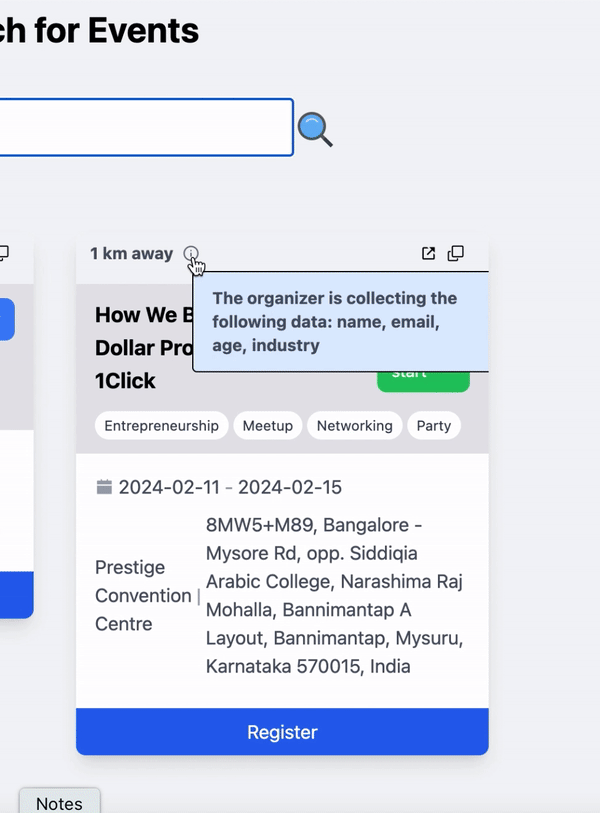 ch for Events
1 km away
The organizer is collecting the
following data: name, email,
age, industry
How We B
Dollar Pro
1Click
Start
Entrepreneurship Meetup Networking Party
2024-02-11 - 2024-02-15
Prestige
Convention |
Centre
8MW5+M89, Bangalore -
Mysore Rd, opp. Siddiqia
Arabic College, Narashima Raj
Mohalla, Bannimantap A
Layout, Bannimantap, Mysuru,
Karnataka 570015, India
Register
Notes